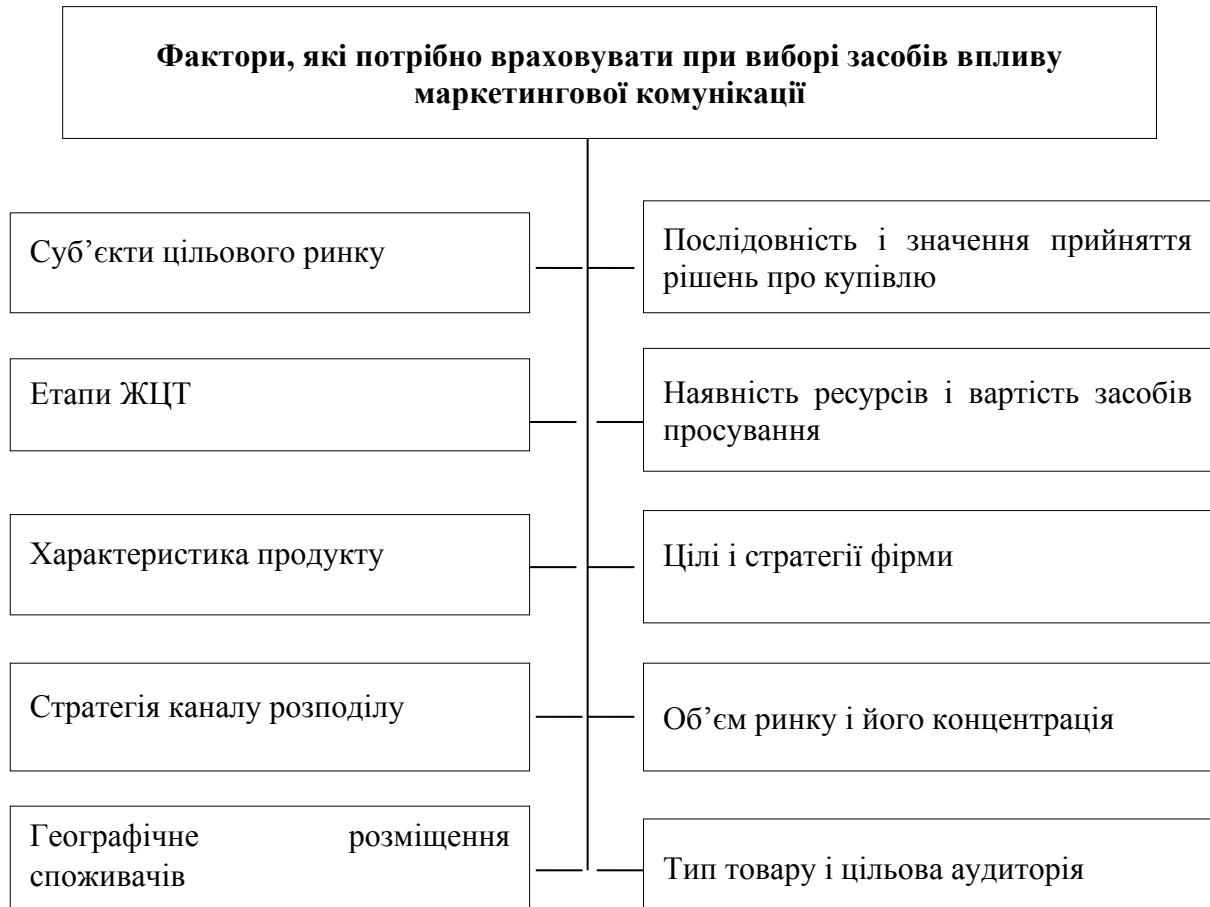 Фактори, які потрібно враховувати при виборі засобів впливу
маркетингової комунікації
Суб’єкти цільового ринку
Послідовність і значення прийняття
рішень про купівлю
Етапи ЖЦТ
Наявність ресурсів і вартість засобів
просування
Характеристика продукту
Цілі і стратегії фірми
Стратегія каналу розподілу
Об’єм ринку і його концентрація
Географічне розміщення
споживачів
Тип товару і цільова аудиторія